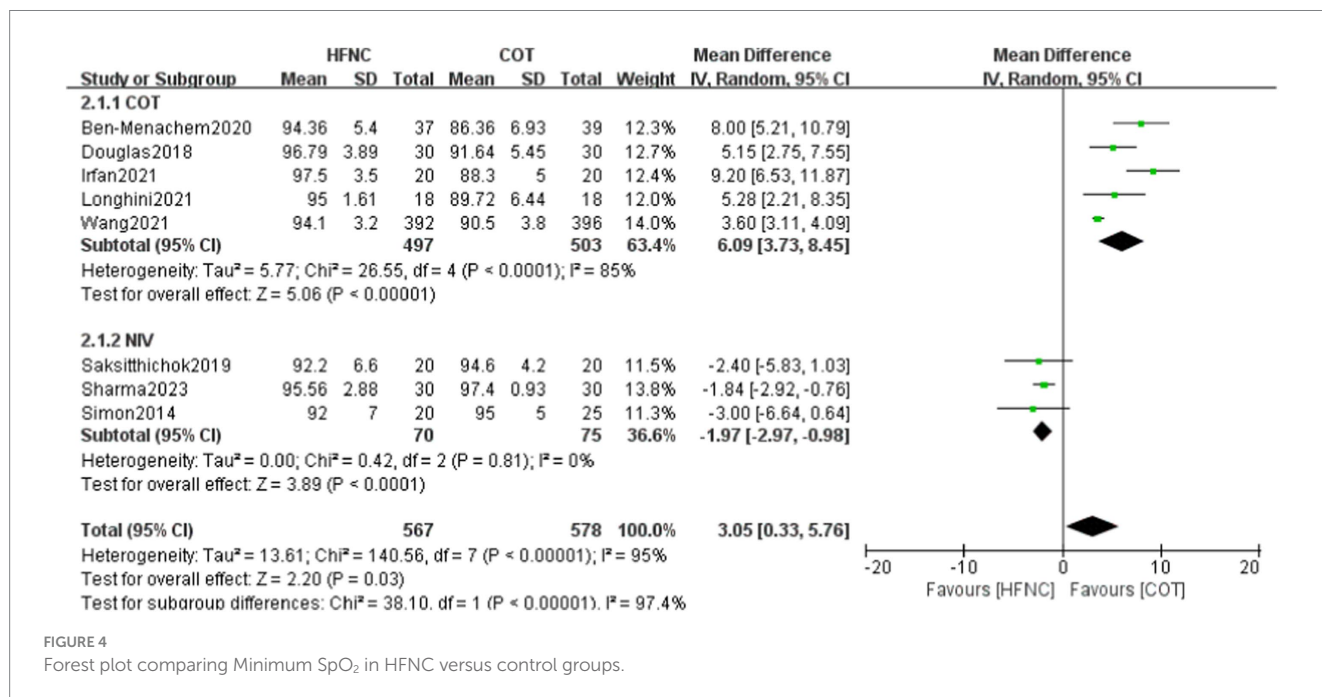 HFNC COT Mean Difference Mean Difference
Study or Subgroup Mean SD Total Mean SD Total Weight IV, Random, 95% CI IV, Random, 95% CI
2.1.1 COT
Ben-Menachem2020 94.36 5.4 37 86.36 6.93 39 12.3% 8.00 [5.21, 10.79]
Douglas2018 96.79 3.89 30 91.64 5.45 30 12.7% 5.15 [2.75, 7.55]
Irfan2021 97.5 3.5 20 88.3 5 20 12.4% 9.20 [6.53, 11.87]
Longhini2021 95 1.61 18 89.72 6.44 18 12.0% 5.28 [2.21, 8.35]
Wang2021 94.1 3.2 392 90.5 3.8 396 14.0% 3.60 [3.11, 4.09]
Subtotal (95% CI) 497 503 63.4% 6.09 [3.73, 8.45]
Heterogeneity: Tau² = 5.77; Chi² = 26.55, df = 4 (P < 0.0001); I² = 85%
Test for overall effect: Z = 5.06 (P < 0.00001)
2.1.2 NIV
Saksitthichok2019 92.2 6.6 20 94.6 4.2 20 11.5% -2.40 [-5.83, 1.03]
Sharma2023 95.56 2.88 30 97.4 0.93 30 13.8% -1.84 [-2.92, -0.76]
Simon2014 92 7 20 95 5 25 11.3% -3.00 [-6.64, 0.64]
Subtotal (95% CI) 70 75 36.6% -1.97 [-2.97, -0.98]
Heterogeneity: Tau² = 0.00; Chi² = 0.42, df = 2 (P = 0.81); I² = 0%
Test for overall effect: Z = 3.89 (P < 0.0001)
Total (95% CI) 567 578 100.0% 3.05 [0.33, 5.76]
Heterogeneity: Tau² = 13.61; Chi² = 140.56, df = 7 (P < 0.00001); I² = 95%
Test for overall effect: Z = 2.20 (P = 0.03)
Test for subgroup differences: Chi² = 38.10, df = 1 (P < 0.00001), I² = 97.4%
-20 -10 0 10 20
Favours [HFNC] Favours [COT]
FIGURE 4
Forest plot comparing Minimum SpO₂ in HFNC versus control groups.